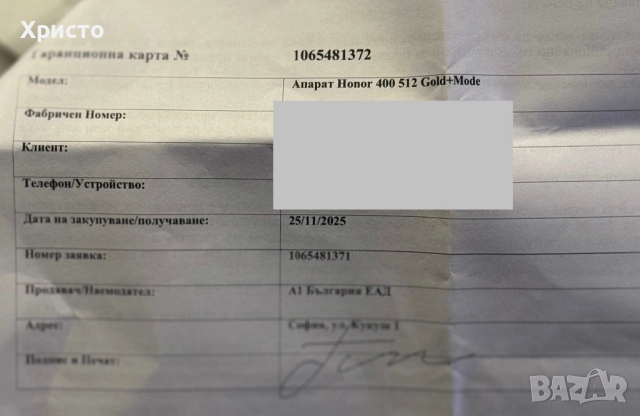 Христо
Гаранционна карта № 1065481372
Модел: Апарат Honor 400 512 Gold+Mode
Фабричен Номер:
Клиент:
Телефон/Устройство:
Дата на закупуване/получаване: 25/11/2025
Номер заявка: 1065481371
Продавач/Наемодател: А1 България ЕАД
Адрес: София, ул.Кукуш 1
Подпис и Печат:
BAZAR